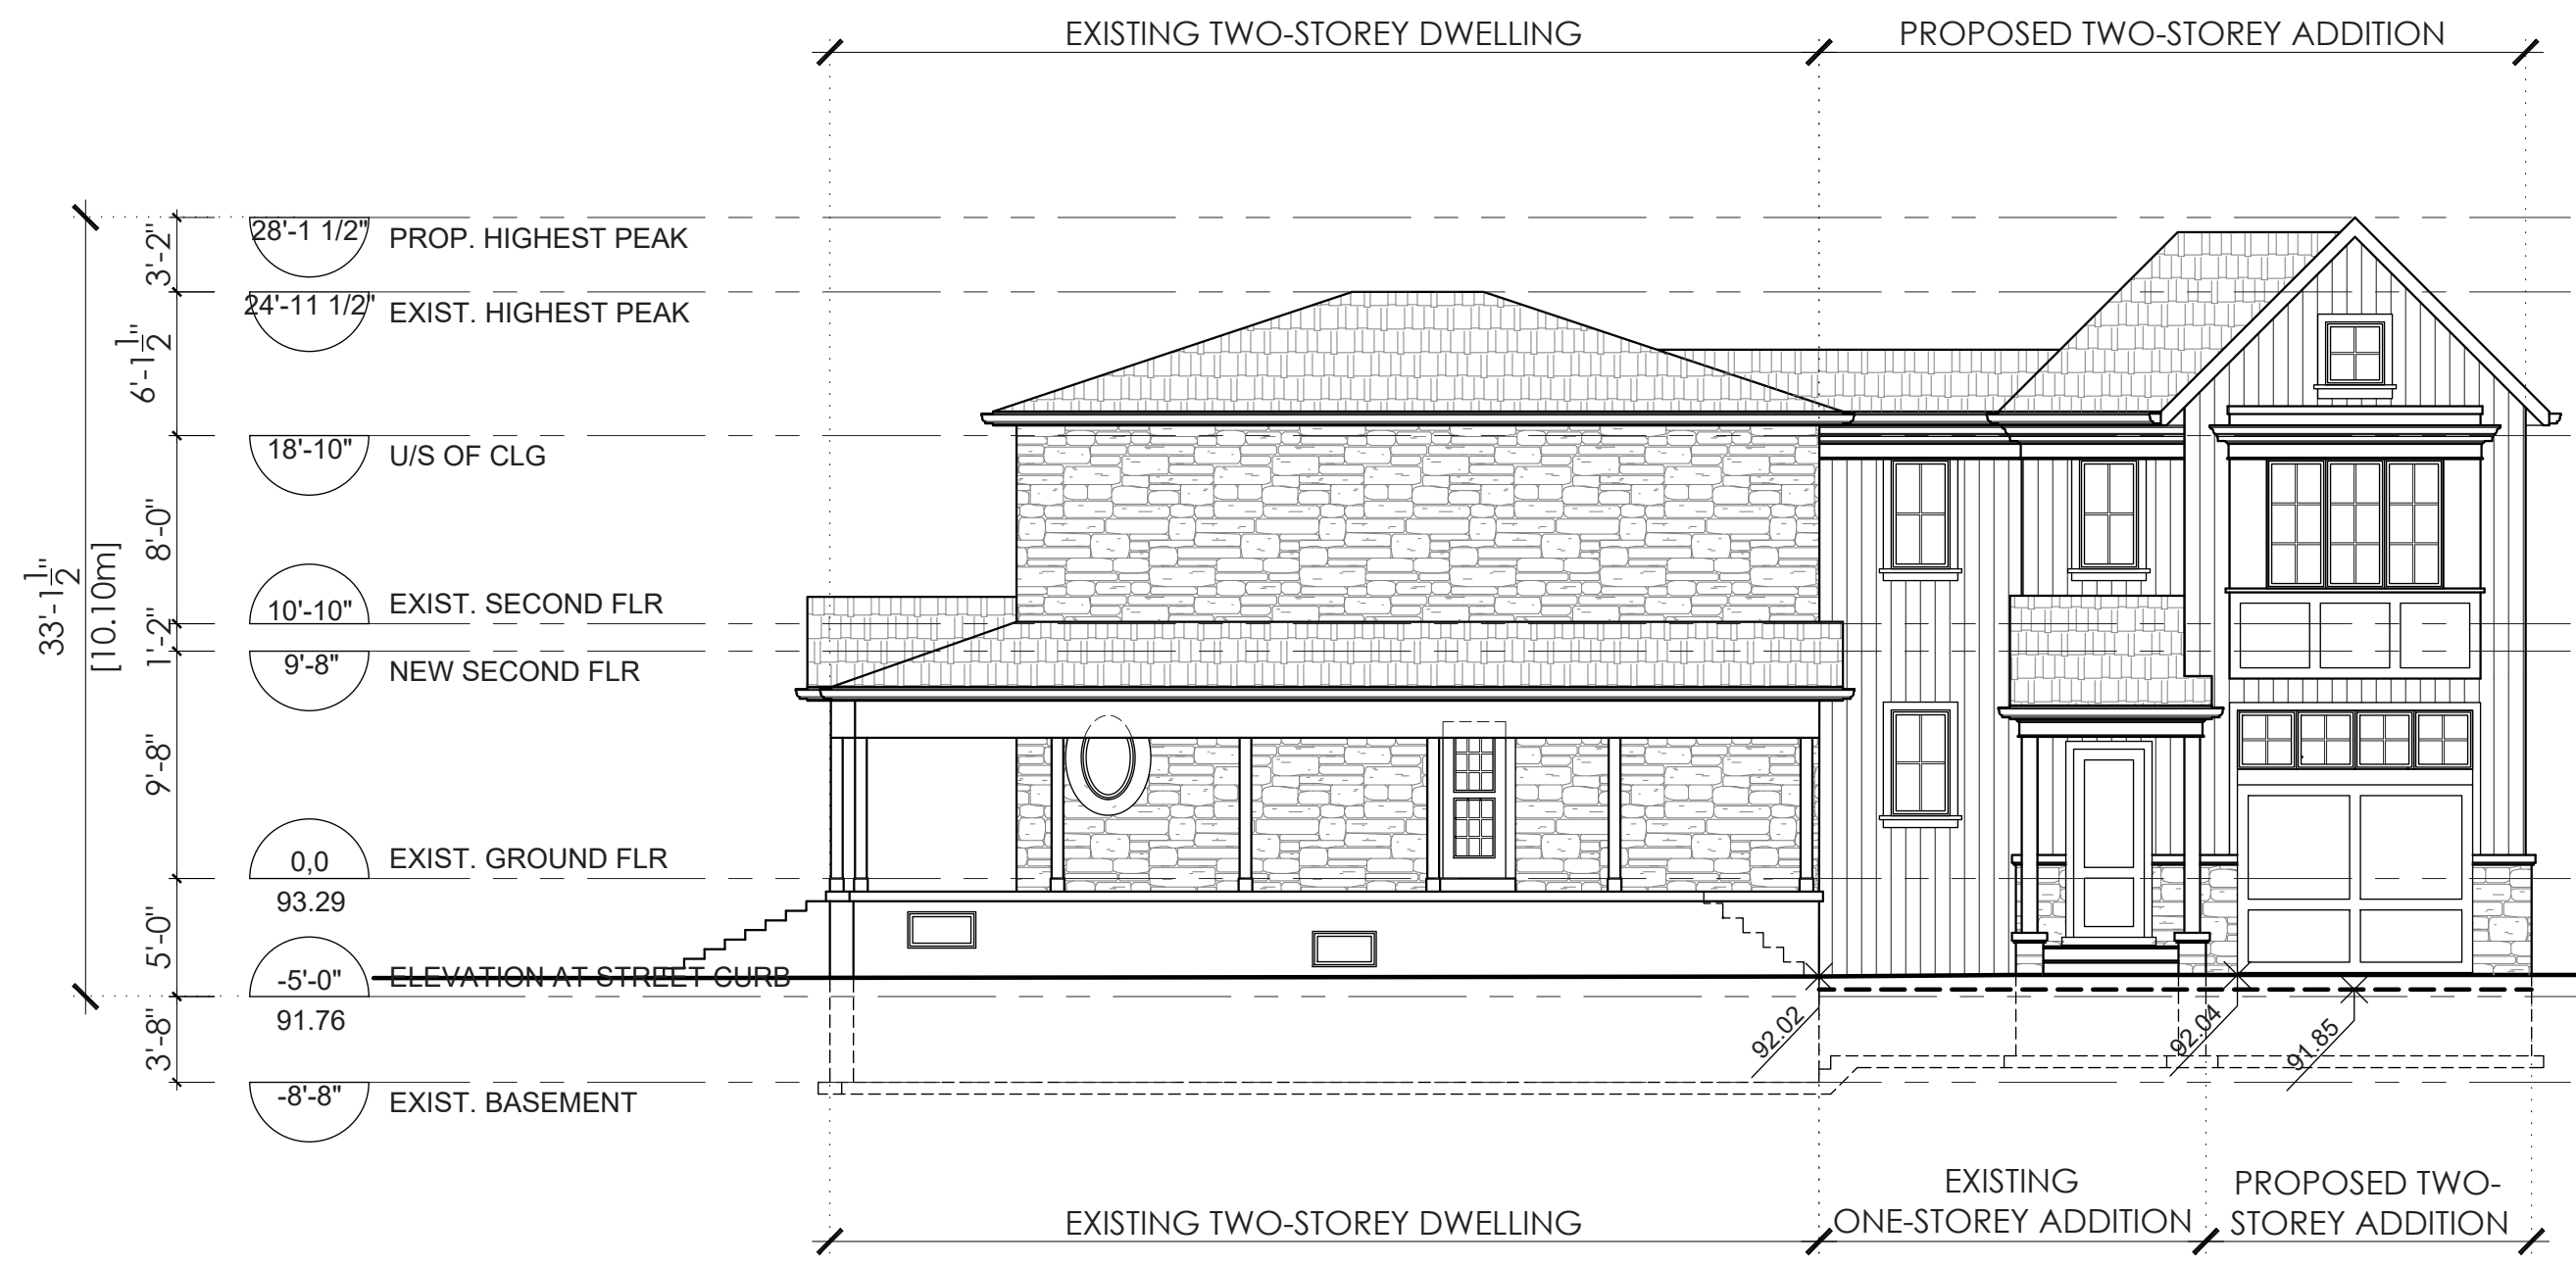 EXISTING TWO-STOREY DWELLING
PROPOSED TWO-STOREY ADDITION
28'-1 1/2"
PROP. HIGHEST PEAK
3'-2"
24'-11 1/2"
EXIST. HIGHEST PEAK
6'-1 1/2"
18'-10"
U/S OF CLG
8'-0"
33'-1 1/2"
[10.10m]
10'-10"
EXIST. SECOND FLR
1'-2"
9'-8"
NEW SECOND FLR
9'-8"
0,0
EXIST. GROUND FLR
93.29
5'-0"
-5'-0"
ELEVATION AT STREET CURB
91.76
3'-8"
-8'-8"
EXIST. BASEMENT
92.02
92.04
91.85
EXISTING TWO-STOREY DWELLING
EXISTING
ONE-STOREY ADDITION
PROPOSED TWO-
STOREY ADDITION